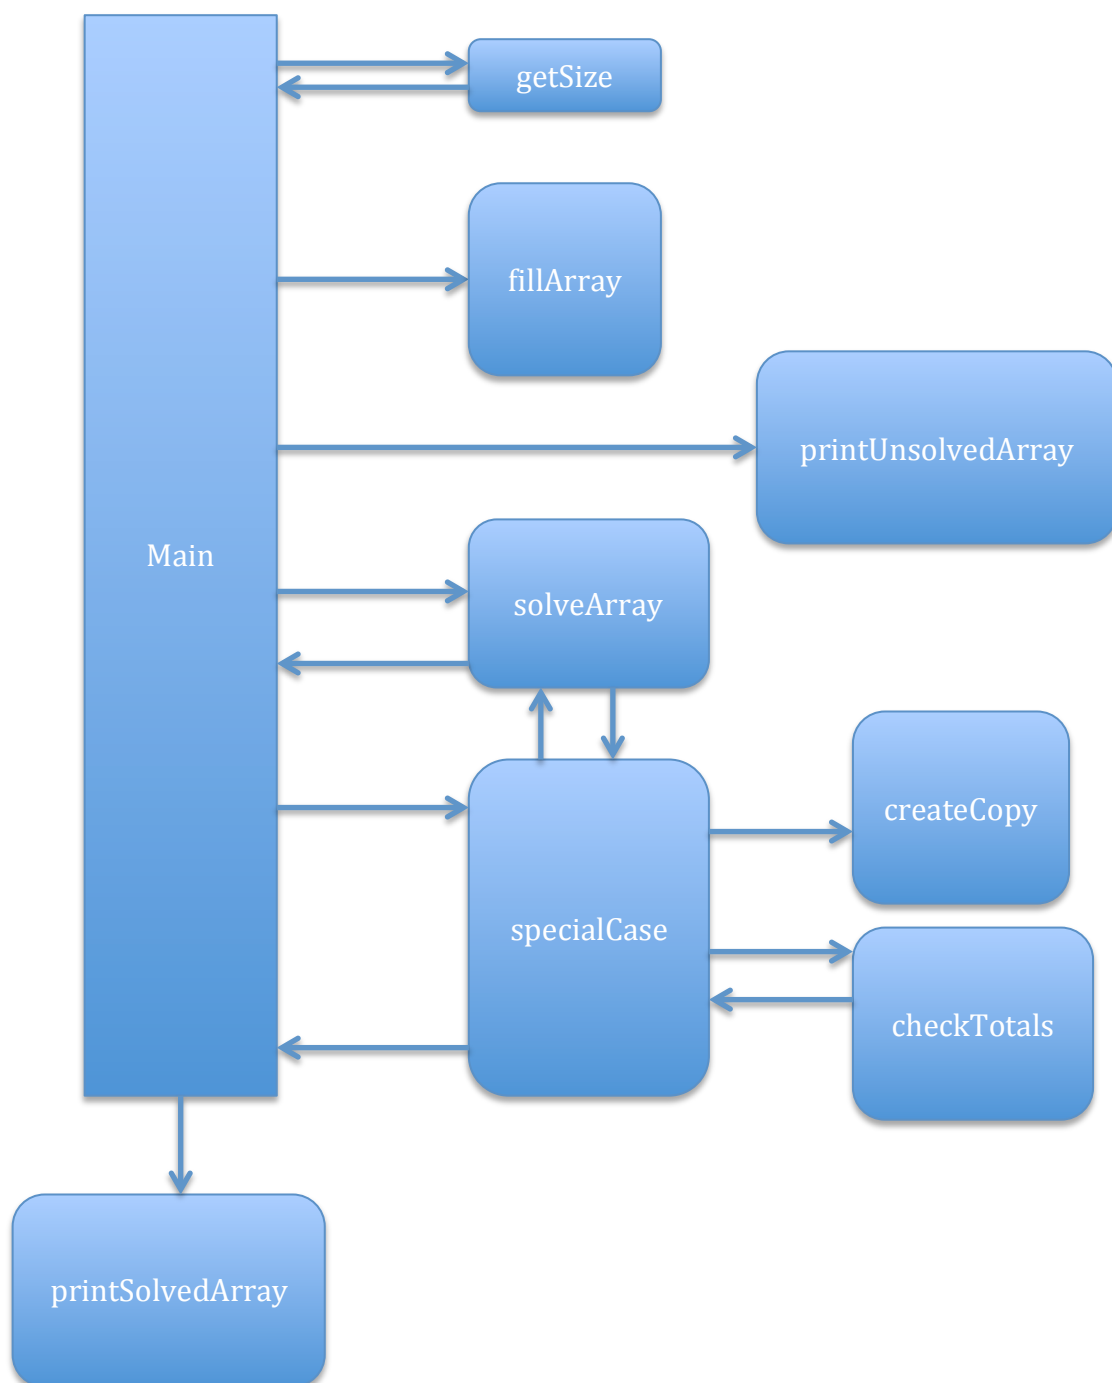 getSize
fillArray
printUnsolvedArray
Main
solveArray
createCopy
specialCase
checkTotals
printSolvedArray